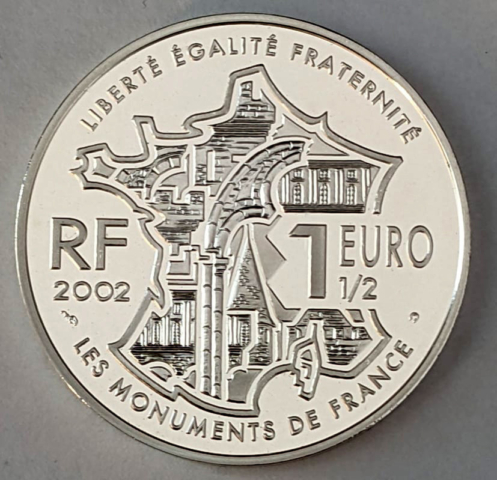 LIBERTÉ ÉGALITÉ FRATERNITÉ
RF
2002
1 EURO
1/2
LES MONUMENTS DE FRANCE